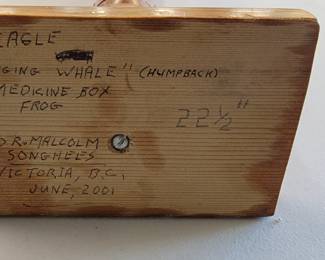 EAGLE
GING WHALE" (HUMPBACK)
MEDICINE BOX
FROG
22½"
D R. MALCOLM
SONGHEES
VICTORIA, B.C,
JUNE, 2001